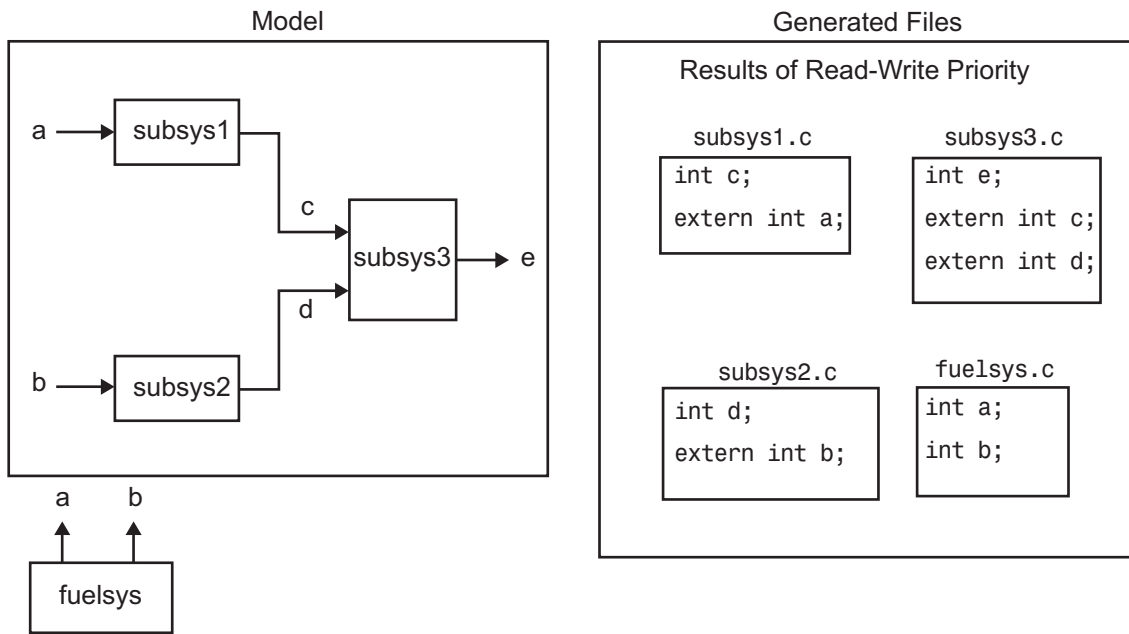 Model
a
subsys1
c
subsys3
e
d
b
subsys2
a b
fuelsys
Generated Files
Results of Read-Write Priority
subsys1.c
int c;
extern int a;
subsys3.c
int e;
extern int c;
extern int d;
subsys2.c
int d;
extern int b;
fuelsys.c
int a;
int b;